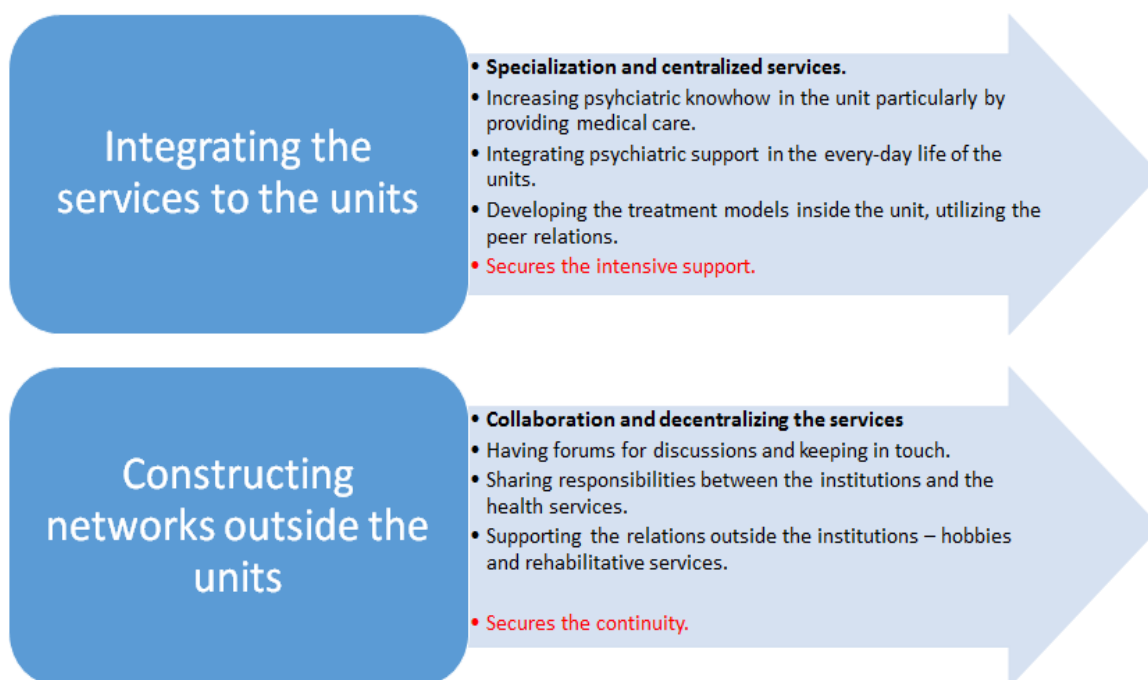 Integrating the
services to the units
• Specialization and centralized services.
• Increasing psyhciatric knowhow in the unit particularly by
providing medical care.
• Integrating psychiatric support in the every-day life of the
units.
• Developing the treatment models inside the unit, utilizing the
peer relations.
• Secures the intensive support.
Constructing
networks outside the
units
• Collaboration and decentralizing the services
• Having forums for discussions and keeping in touch.
• Sharing responsibilities between the institutions and the
health services.
• Supporting the relations outside the institutions – hobbies
and rehabilitative services.
• Secures the continuity.